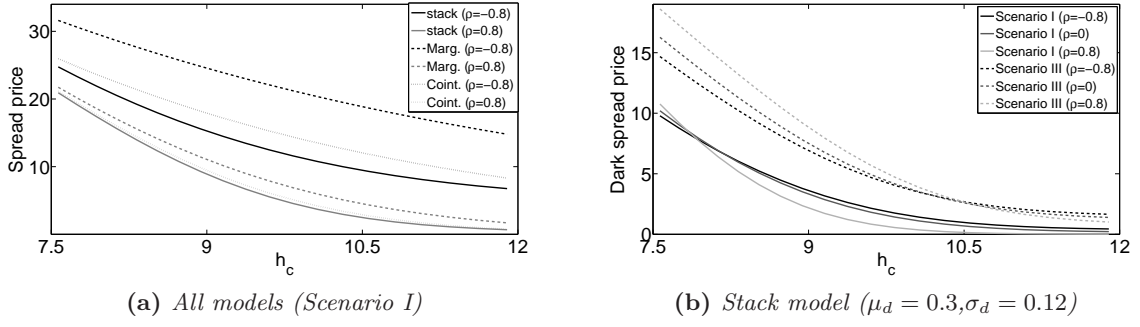 30
20
10
Spread price
7.5 9 10.5 12
h_c
stack (ρ=−0.8)
stack (ρ=0.8)
Marg. (ρ=−0.8)
Marg. (ρ=0.8)
Coint. (ρ=−0.8)
Coint. (ρ=0.8)
(a) All models (Scenario I)
15
10
5
0
Dark spread price
7.5 9 10.5 12
h_c
Scenario I (ρ=−0.8)
Scenario I (ρ=0)
Scenario I (ρ=0.8)
Scenario III (ρ=−0.8)
Scenario III (ρ=0)
Scenario III (ρ=0.8)
(b) Stack model (μ_d = 0.3,σ_d = 0.12)